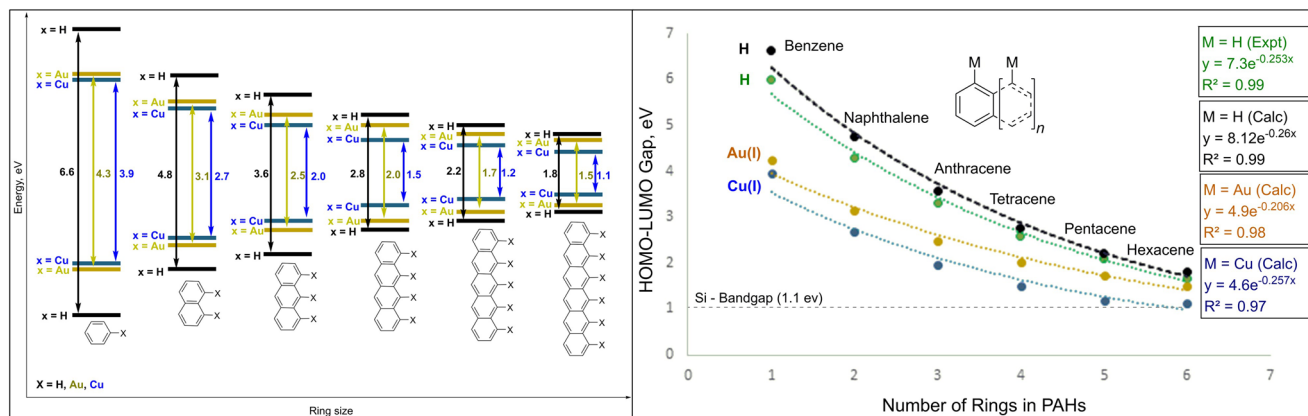 Energy, eV
x = H
x = Au
x = Cu
6.6
4.3
3.9
x = Cu
x = Au
x = H
X
x = H
x = Au
x = Cu
4.8
3.1
2.7
x = Cu
x = Au
x = H
X
X
x = H
x = Au
x = Cu
3.6
2.5
2.0
x = Cu
x = Au
x = H
X
X
X
x = H
x = Au
x = Cu
2.8
2.0
1.5
x = Cu
x = Au
x = H
X
X
X
X
x = H
x = Au
x = Cu
2.2
1.7
1.2
x = Cu
x = Au
x = H
X
X
X
X
X
x = H
x = Au
x = Cu
1.8
1.5
1.1
x = Cu
x = Au
x = H
X
X
X
X
X
X
X = H, Au, Cu
Ring size
HOMO-LUMO Gap, eV
7
6
5
4
3
2
1
0
H
H
Au(I)
Cu(I)
Benzene
Naphthalene
Anthracene
Tetracene
Pentacene
Hexacene
M M
n
Si - Bandgap (1.1 ev)
0 1 2 3 4 5 6 7
Number of Rings in PAHs
M = H (Expt)
y = 7.3e-0.253x
R² = 0.99
M = H (Calc)
y = 8.12e-0.26x
R² = 0.99
M = Au (Calc)
y = 4.9e-0.206x
R² = 0.98
M = Cu (Calc)
y = 4.6e-0.257x
R² = 0.97